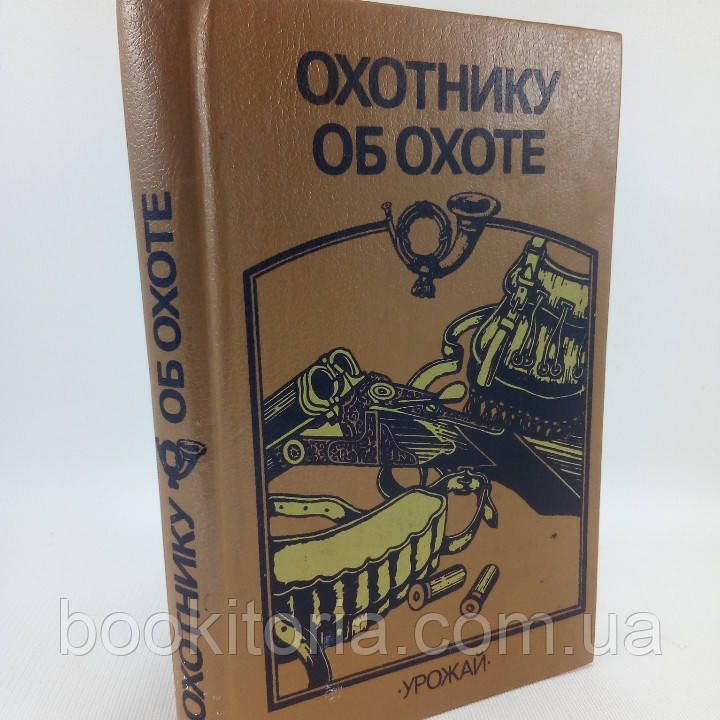 ОХОТНИКУ
ОБ ОХОТЕ
ОХОТНИКУ ОБ ОХОТЕ
bookitoria.com.ua
·УРОЖАЙ·